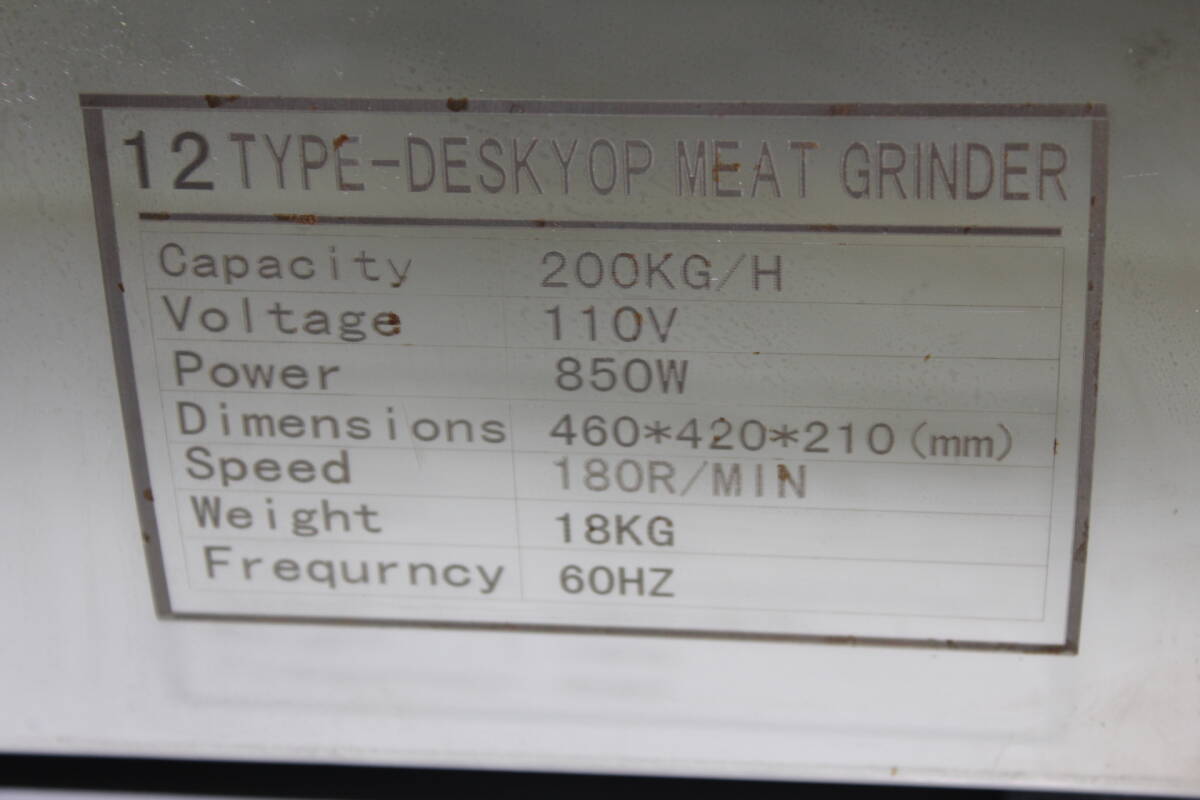 12 TYPE-DESKYOP MEAT GRINDER
Capacity 200KG/H
Voltage 110V
Power 850W
Dimensions 460*420*210(mm)
Speed 180R/MIN
Weight 18KG
Frequrncy 60HZ